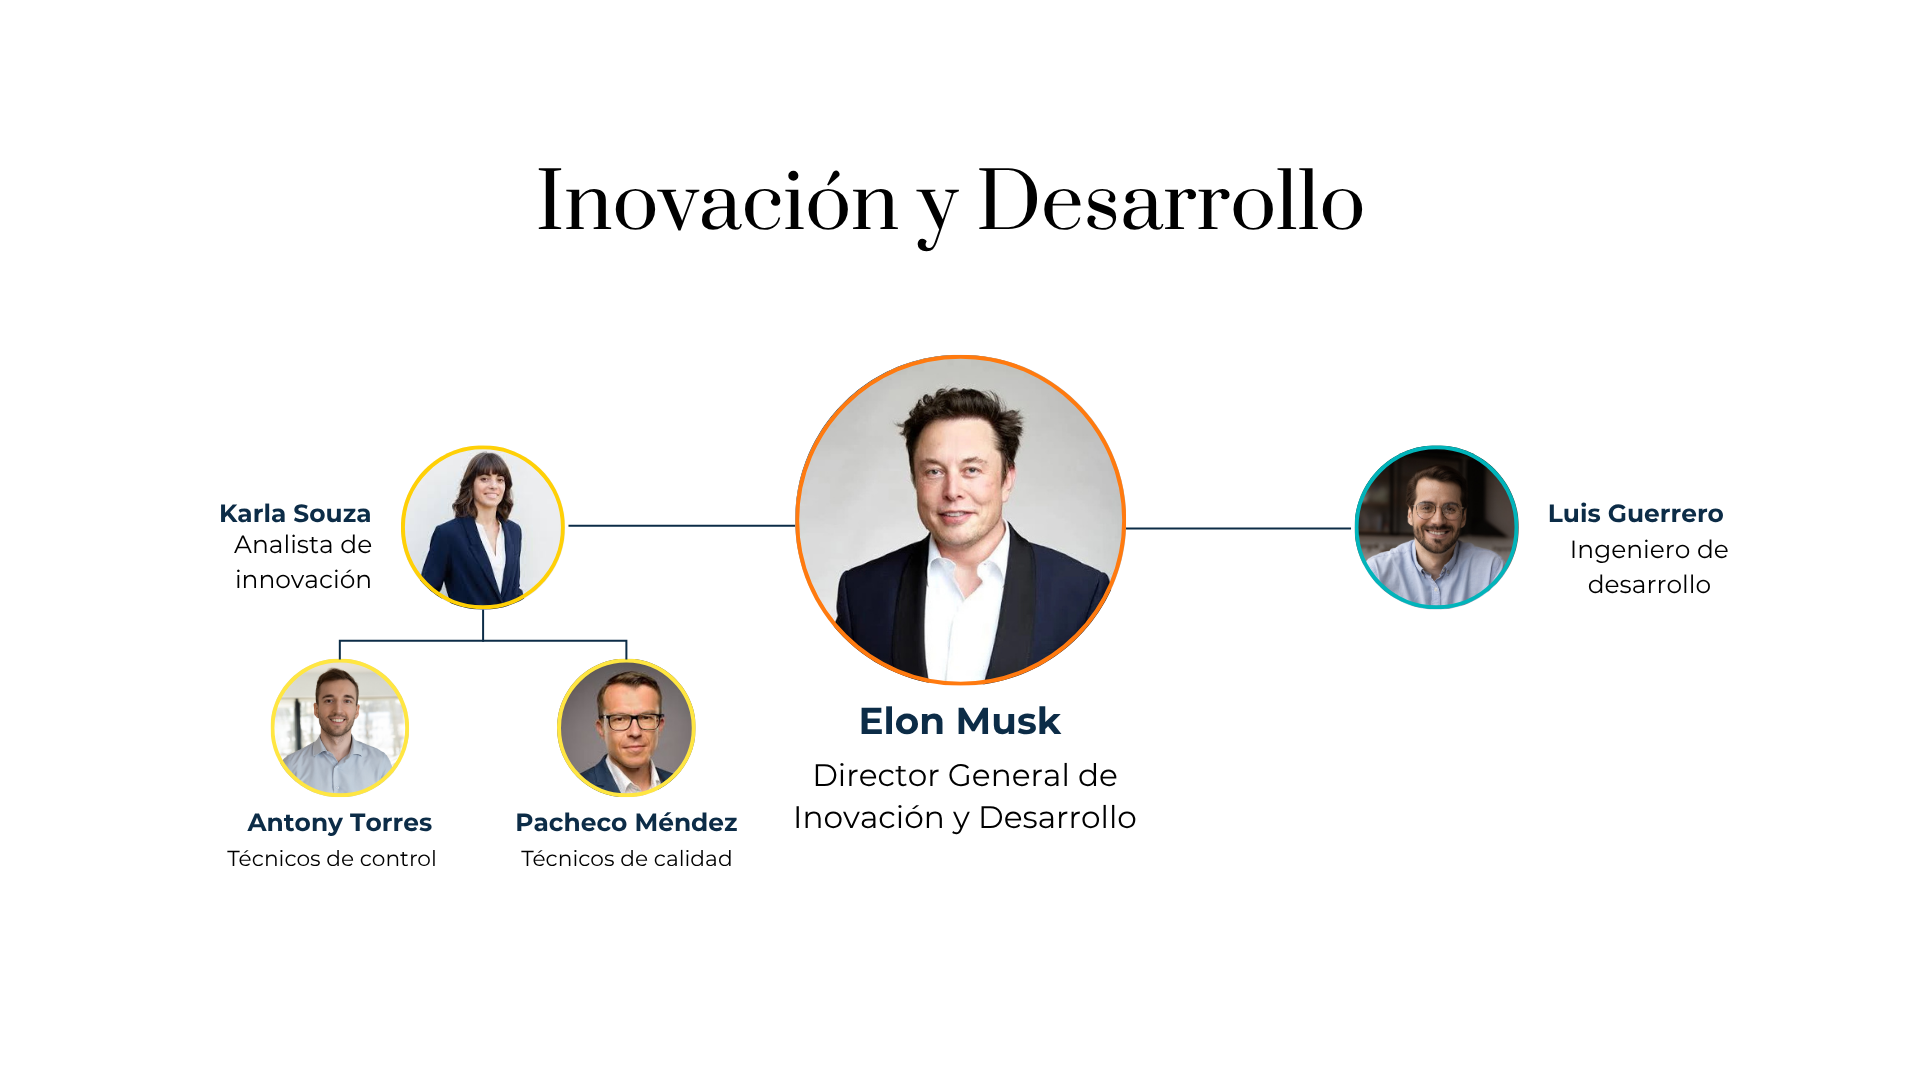 Inovación y Desarrollo
Karla Souza
Analista de
innovación
Luis Guerrero
Ingeniero de
desarrollo
Elon Musk
Director General de
Inovación y Desarrollo
Antony Torres
Técnicos de control
Pacheco Méndez
Técnicos de calidad